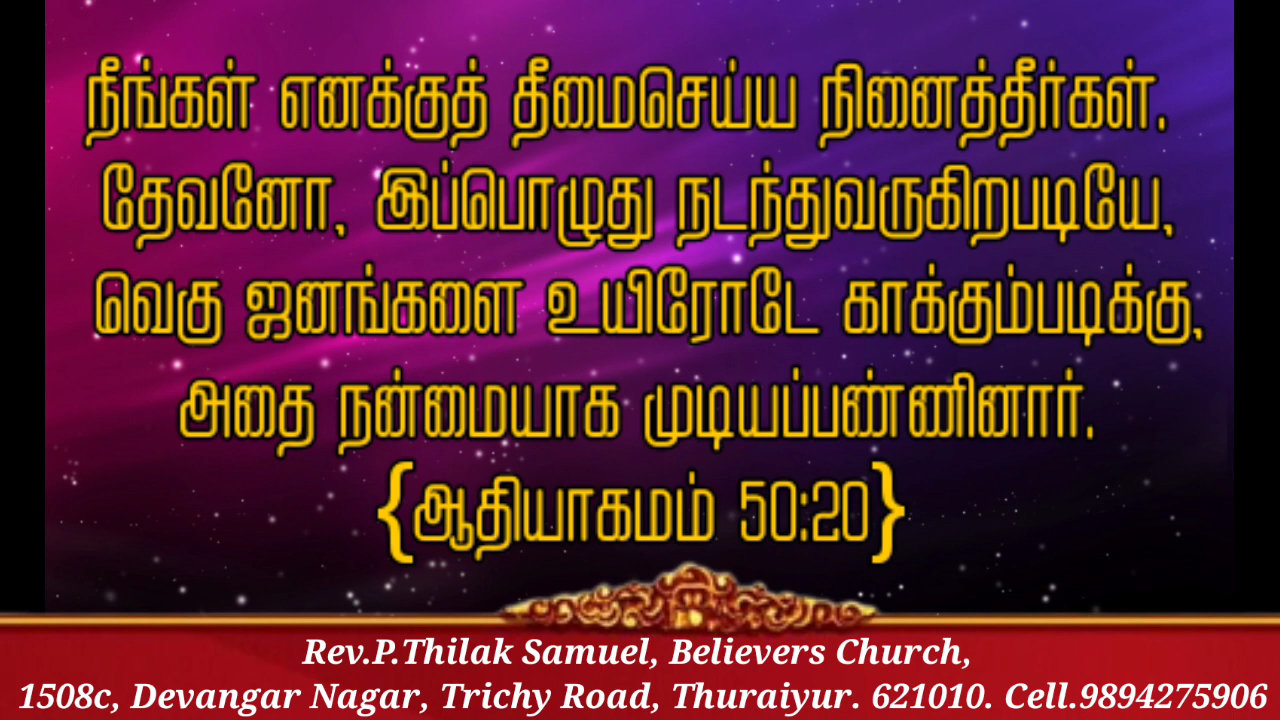 நீங்கள் எனக்குத் தீமைசெய்ய நினைத்தீர்கள்.
தேவனோ, இப்பொழுது நடந்துவருகிறபடியே,
வெகு ஜனங்களை உயிரோடே காக்கும்படிக்கு,
அதை நன்மையாக முடியப்பண்ணினார்.
{ஆதியாகமம் 50:20}
Rev.P.Thilak Samuel, Believers Church,
1508c, Devangar Nagar, Trichy Road, Thuraiyur. 621010. Cell.9894275906